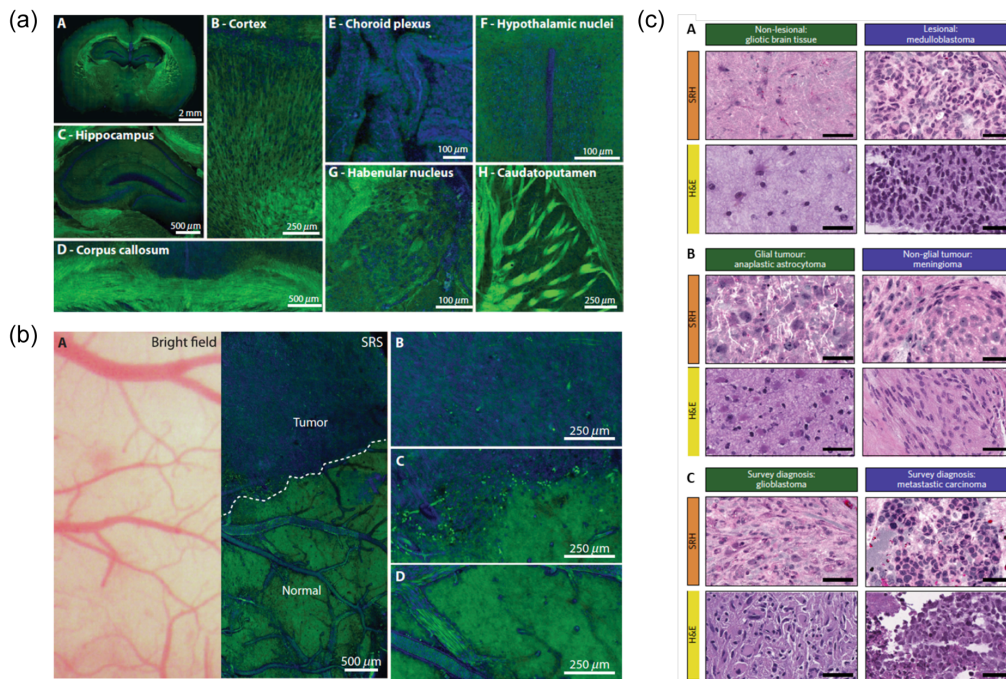 (a)
A
2 mm
B - Cortex
250 µm
C - Hippocampus
500 µm
D - Corpus callosum
500 µm
E - Choroid plexus
100 µm
F - Hypothalamic nuclei
100 µm
G - Habenular nucleus
100 µm
H - Caudatoputamen
250 µm
(b)
A
Bright field
SRS
Tumor
Normal
500 µm
B
250 µm
C
250 µm
D
250 µm
(c)
A
Non-lesional:
gliotic brain tissue
Lesional:
medulloblastoma
SRH
H&E
B
Glial tumour:
anaplastic astrocytoma
Non-glial tumour:
meningioma
SRH
H&E
C
Survey diagnosis:
glioblastoma
Survey diagnosis:
metastastic carcinoma
SRH
H&E